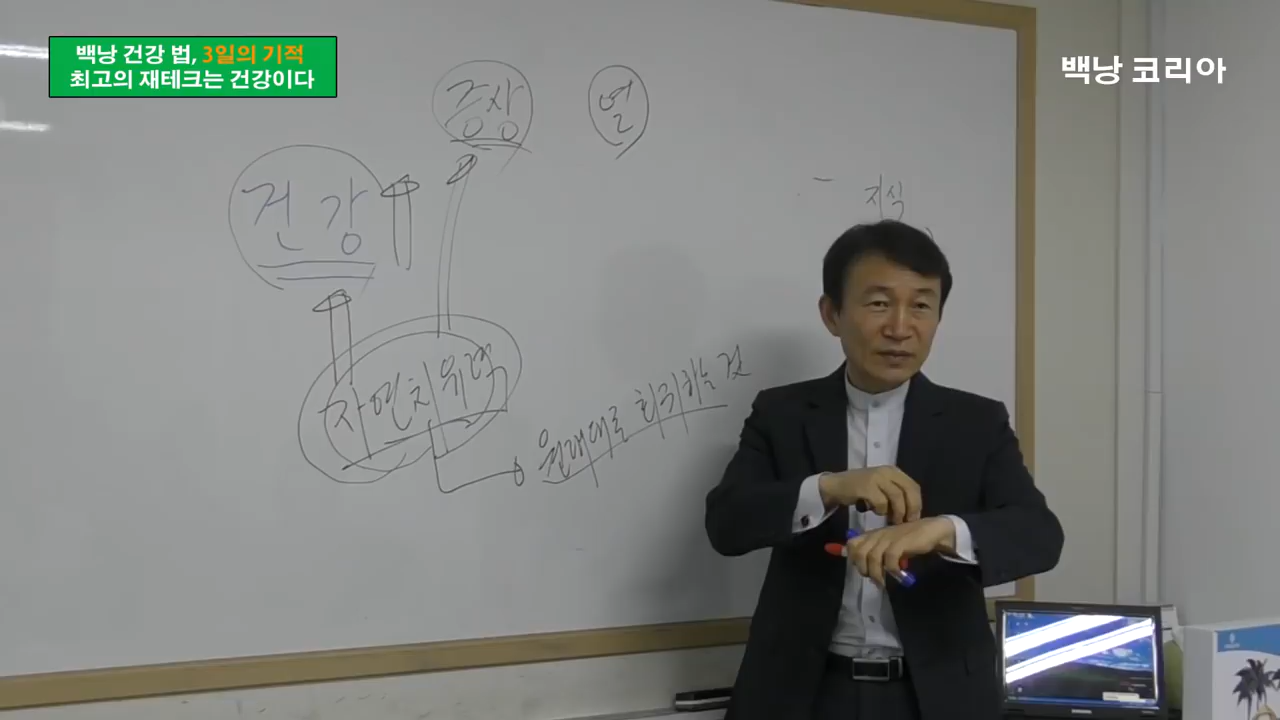 백낭 건강 법, 3일의 기적
최고의 재테크는 건강이다
백낭 코리아
증상 열
건강
지식
자연치유력
원래대로 회귀하는 것